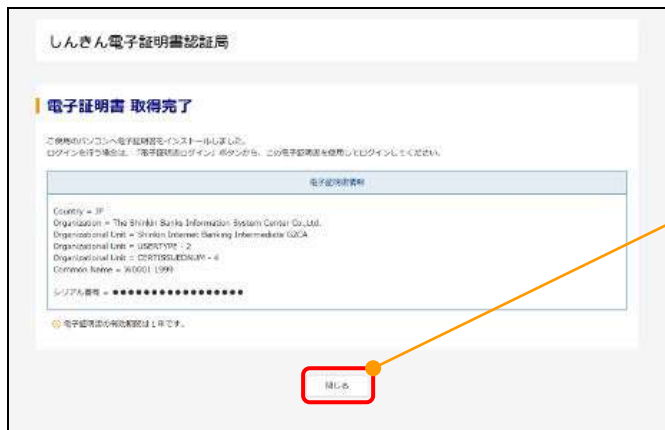 しんきん電子証明書認証局
電子証明書 取得完了
ご使用のパソコンへ電子証明書をインストールしました。
ログインを行う場合は、「電子証明書ログイン」ボタンから、この電子証明書を使用してログインしてください。
電子証明書情報
Country = JP
Organization = The Shinkin Banks Information System Center Co.,Ltd.
Organizational Unit = Shinkin Internet Banking Intermediate G2CA
Organizational Unit = USERTYPE - 2
Organizational Unit = CERTISSUEDNUM - 4
Common Name = W0001 1999
シリアル番号 = ●●●●●●●●●●●●●●●●●
電子証明書の有効期限は1年です。
閉じる